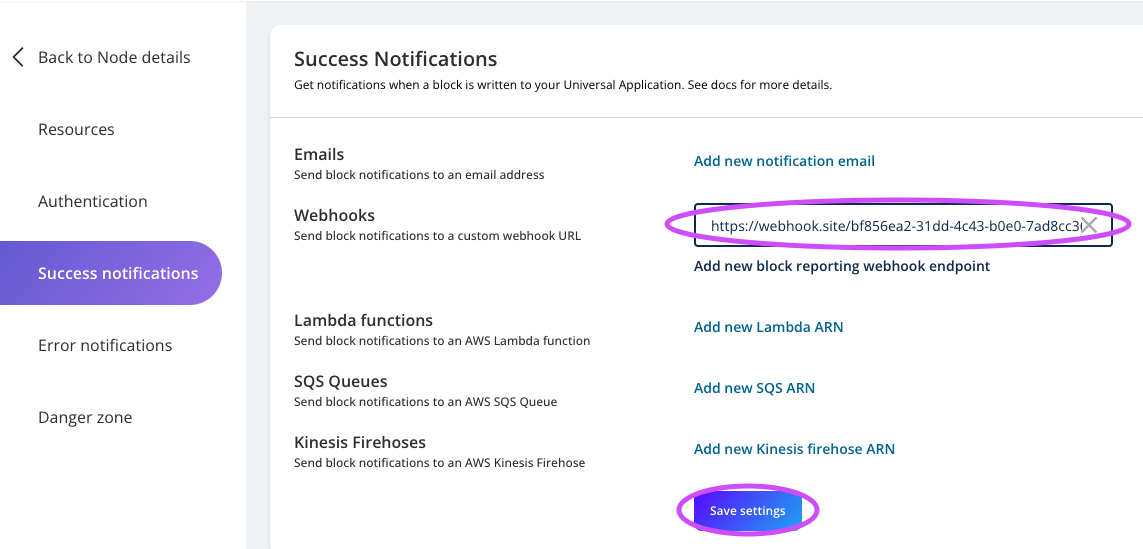 Back to Node details
Resources
Authentication
Success notifications
Error notifications
Danger zone
Success Notifications
Get notifications when a block is written to your Universal Application. See docs for more details.
Emails
Send block notifications to an email address
Add new notification email
Webhooks
Send block notifications to a custom webhook URL
https://webhook.site/bf856ea2-31dd-4c43-b0e0-7ad8cc3
Add new block reporting webhook endpoint
Lambda functions
Send block notifications to an AWS Lambda function
Add new Lambda ARN
SQS Queues
Send block notifications to an AWS SQS Queue
Add new SQS ARN
Kinesis Firehoses
Send block notifications to an AWS Kinesis Firehose
Add new Kinesis firehose ARN
Save settings